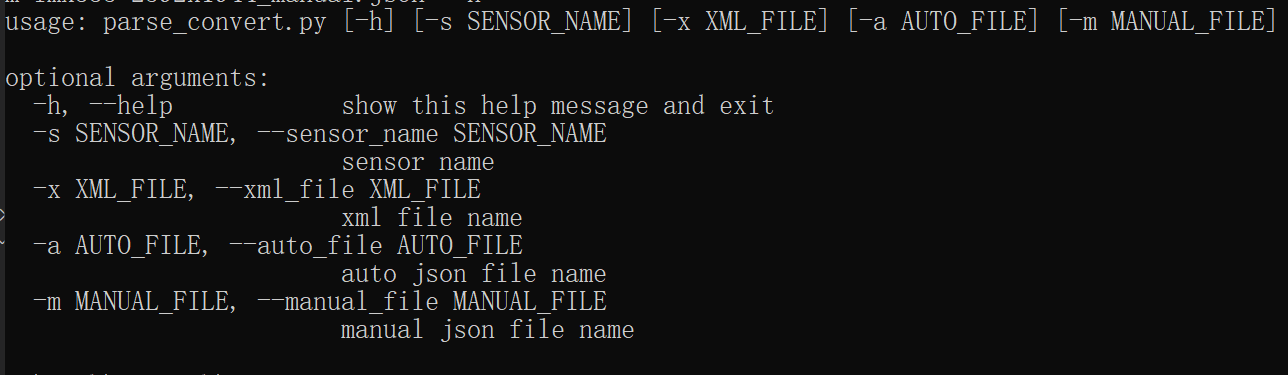 usage: parse_convert.py [-h] [-s SENSOR_NAME] [-x XML_FILE] [-a AUTO_FILE] [-m MANUAL_FILE]
optional arguments:
-h, --help show this help message and exit
-s SENSOR_NAME, --sensor_name SENSOR_NAME
sensor name
-x XML_FILE, --xml_file XML_FILE
xml file name
-a AUTO_FILE, --auto_file AUTO_FILE
auto json file name
-m MANUAL_FILE, --manual_file MANUAL_FILE
manual json file name